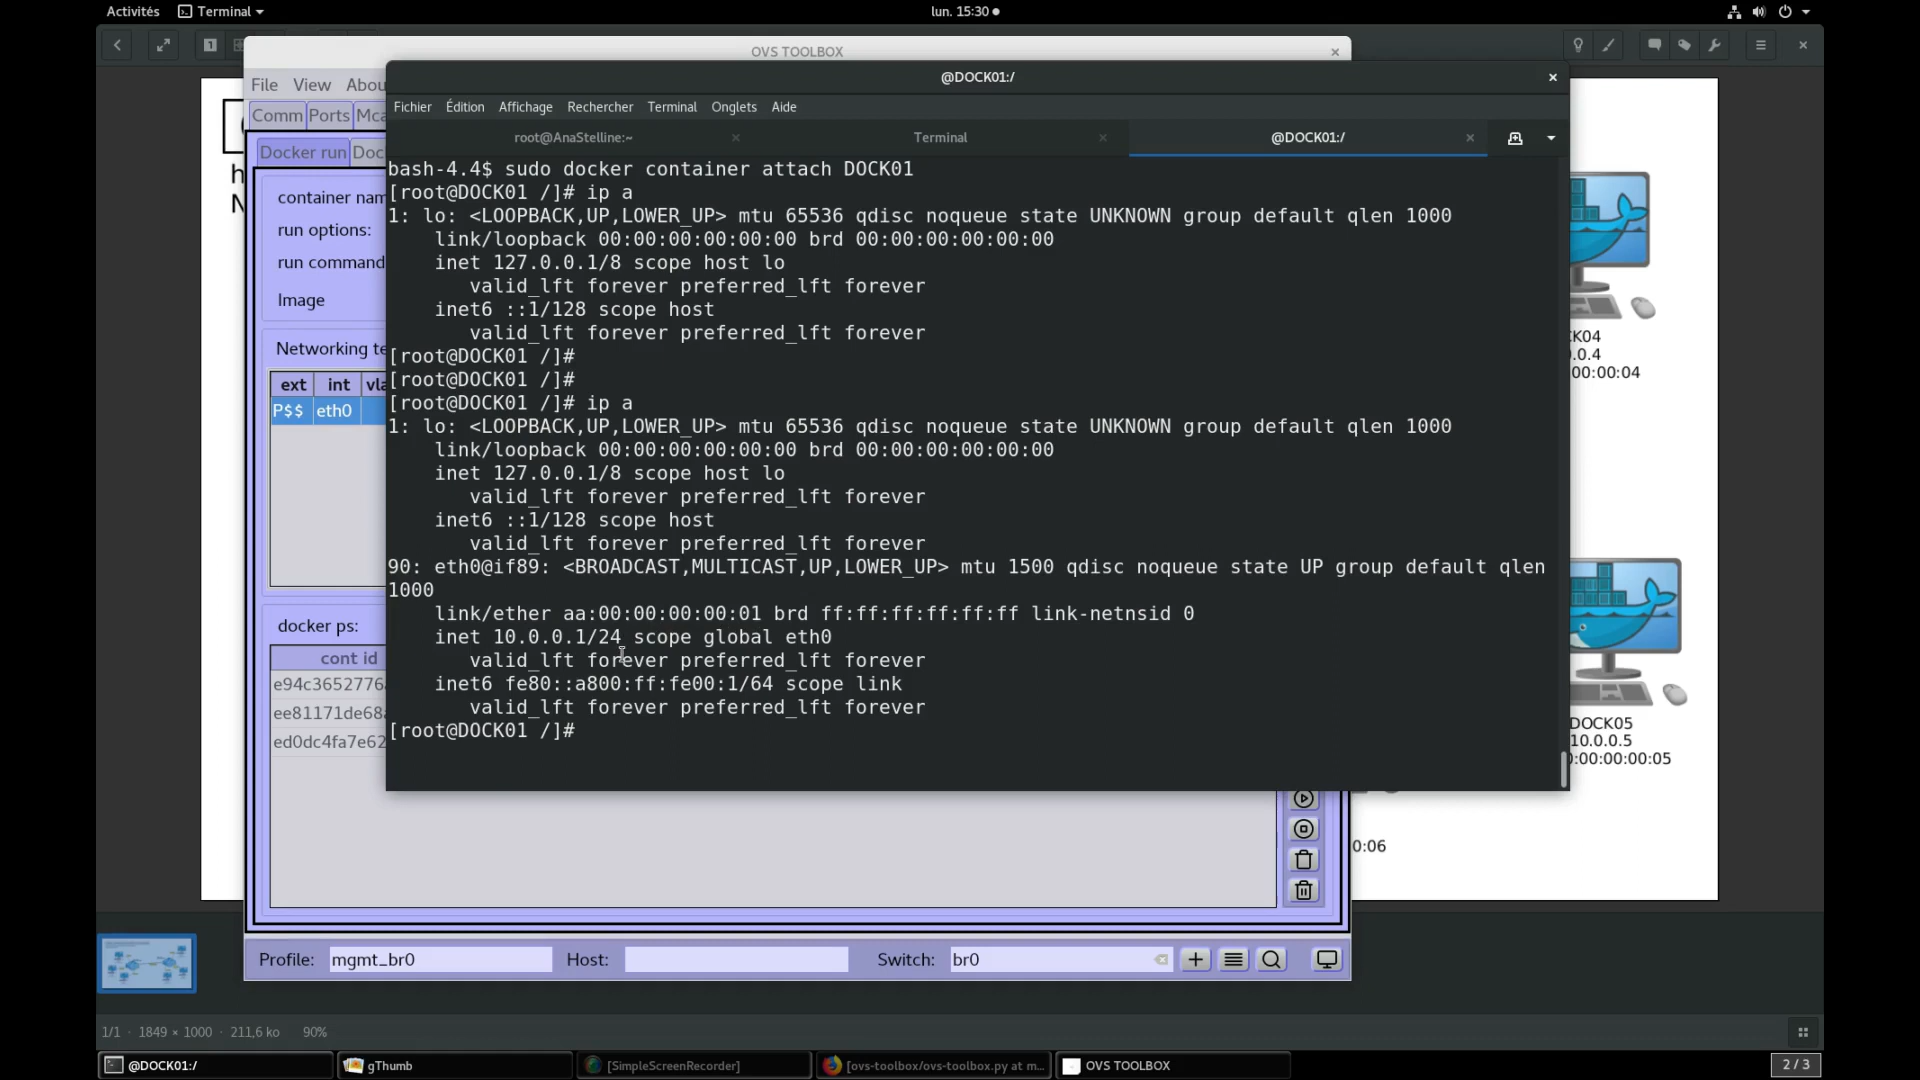 Activités
Terminal
lun. 15:30
OVS TOOLBOX
File View Abou
Comm Ports Mca
Docker run Doc
container nam
run options:
run command
Image
Networking te
ext int vla
P$$ eth0
docker ps:
cont id
e94c3652776
ee81171de68a
ed0dc4fa7e62
@DOCK01:/
Fichier Édition Affichage Rechercher Terminal Onglets Aide
root@AnaStelline:~
Terminal
@DOCK01:/
bash-4.4$ sudo docker container attach DOCK01
[root@DOCK01 /]# ip a
1: lo: <LOOPBACK,UP,LOWER_UP> mtu 65536 qdisc noqueue state UNKNOWN group default qlen 1000
link/loopback 00:00:00:00:00:00 brd 00:00:00:00:00:00
inet 127.0.0.1/8 scope host lo
valid_lft forever preferred_lft forever
inet6 ::1/128 scope host
valid_lft forever preferred_lft forever
[root@DOCK01 /]#
[root@DOCK01 /]#
[root@DOCK01 /]# ip a
1: lo: <LOOPBACK,UP,LOWER_UP> mtu 65536 qdisc noqueue state UNKNOWN group default qlen 1000
link/loopback 00:00:00:00:00:00 brd 00:00:00:00:00:00
inet 127.0.0.1/8 scope host lo
valid_lft forever preferred_lft forever
inet6 ::1/128 scope host
valid_lft forever preferred_lft forever
90: eth0@if89: <BROADCAST,MULTICAST,UP,LOWER_UP> mtu 1500 qdisc noqueue state UP group default qlen
1000
link/ether aa:00:00:00:00:01 brd ff:ff:ff:ff:ff:ff link-netnsid 0
inet 10.0.0.1/24 scope global eth0
valid_lft forever preferred_lft forever
inet6 fe80::a800:ff:fe00:1/64 scope link
valid_lft forever preferred_lft forever
[root@DOCK01 /]#
CK04
.0.4
00:00:04
DOCK05
10.0.0.5
0:00:00:00:05
0:06
Profile: mgmt_br0 Host: Switch: br0
1/1 · 1849 × 1000 · 211,6 ko 90%
@DOCK01:/
gThumb
[SimpleScreenRecorder]
[ovs-toolbox/ovs-toolbox.py at m...
OVS TOOLBOX
2 / 3